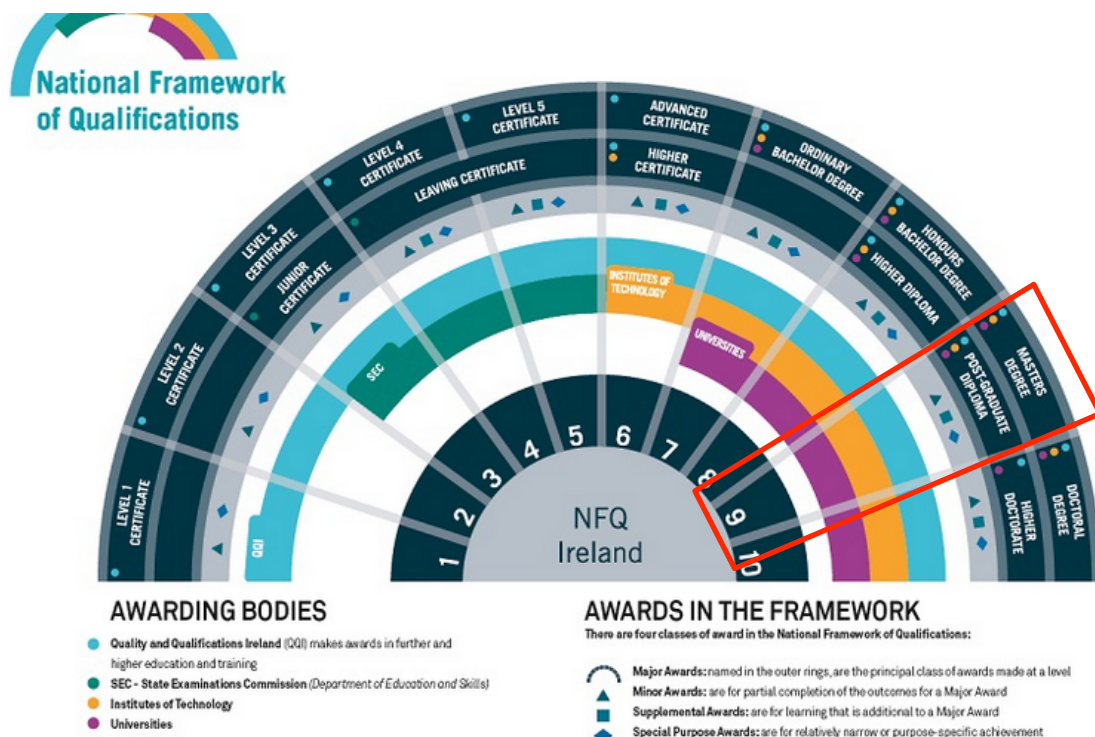 National Framework
of Qualifications
LEVEL 1
CERTIFICATE
LEVEL 2
CERTIFICATE
LEVEL 3
CERTIFICATE
JUNIOR
CERTIFICATE
LEVEL 4
CERTIFICATE
LEVEL 5
CERTIFICATE
LEAVING CERTIFICATE
ADVANCED
CERTIFICATE
HIGHER
CERTIFICATE
ORDINARY
BACHELOR DEGREE
HONOURS
BACHELOR DEGREE
HIGHER DIPLOMA
MASTERS
DEGREE
POST-GRADUATE
DIPLOMA
DOCTORAL
DEGREE
HIGHER
DOCTORATE
QQI
SEC
INSTITUTES OF
TECHNOLOGY
UNIVERSITIES
1
2
3
4
5
6
7
8
9
10
NFQ
Ireland
AWARDING BODIES
Quality and Qualifications Ireland (QQI) makes awards in further and
higher education and training
SEC - State Examinations Commission (Department of Education and Skills)
Institutes of Technology
Universities
AWARDS IN THE FRAMEWORK
There are four classes of award in the National Framework of Qualifications:
Major Awards: named in the outer rings, are the principal class of awards made at a level
Minor Awards: are for partial completion of the outcomes for a Major Award
Supplemental Awards: are for learning that is additional to a Major Award
Special Purpose Awards: are for relatively narrow or purpose-specific achievement